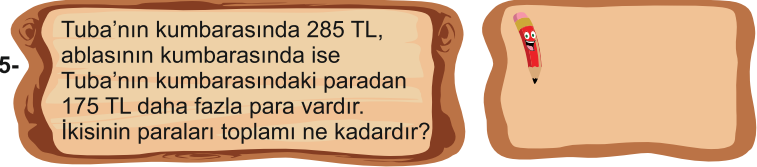 5-
Tuba’nın kumbarasında 285 TL,
ablasının kumbarasında ise
Tuba’nın kumbarasındaki paradan
175 TL daha fazla para vardır.
İkisinin paraları toplamı ne kadardır?